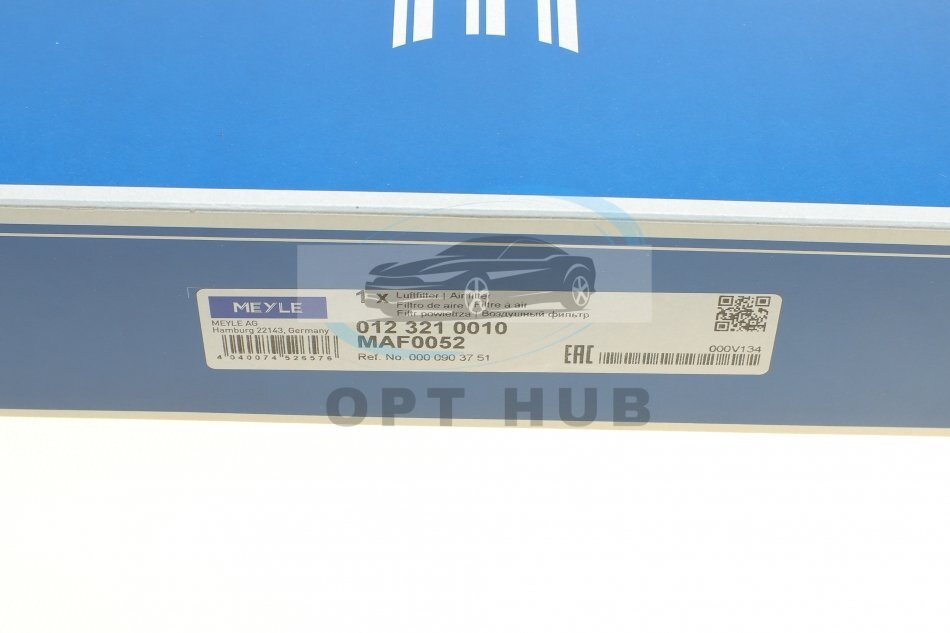 MEYLE
MEYLE AG
Hamburg 22143, Germany
4 040074 526576
1 x Luftfilter | Air filter
Filtro de aire | Filtre à air
Filtr powietrza | Воздушный фильтр
012 321 0010
MAF0052
Ref. No. 000 090 37 51
EAC
000V134
OPT HUB